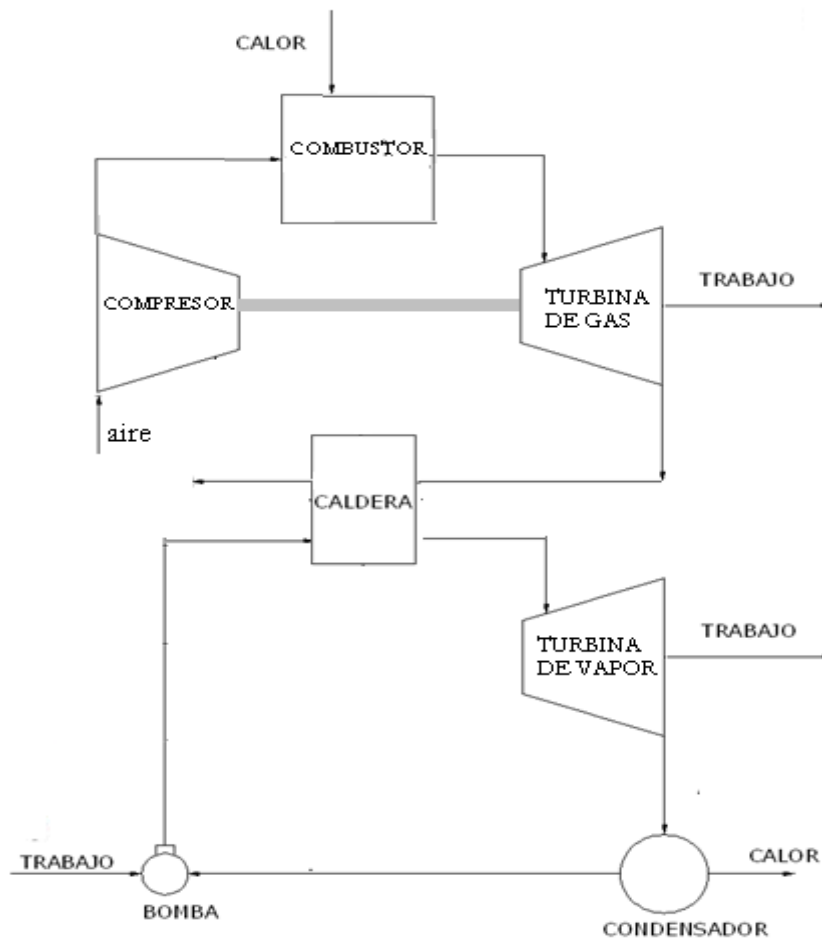 CALOR
COMBUSTOR
COMPRESOR
TURBINA
DE GAS
TRABAJO
aire
CALDERA
TURBINA
DE VAPOR
TRABAJO
TRABAJO
BOMBA
CALOR
CONDENSADOR